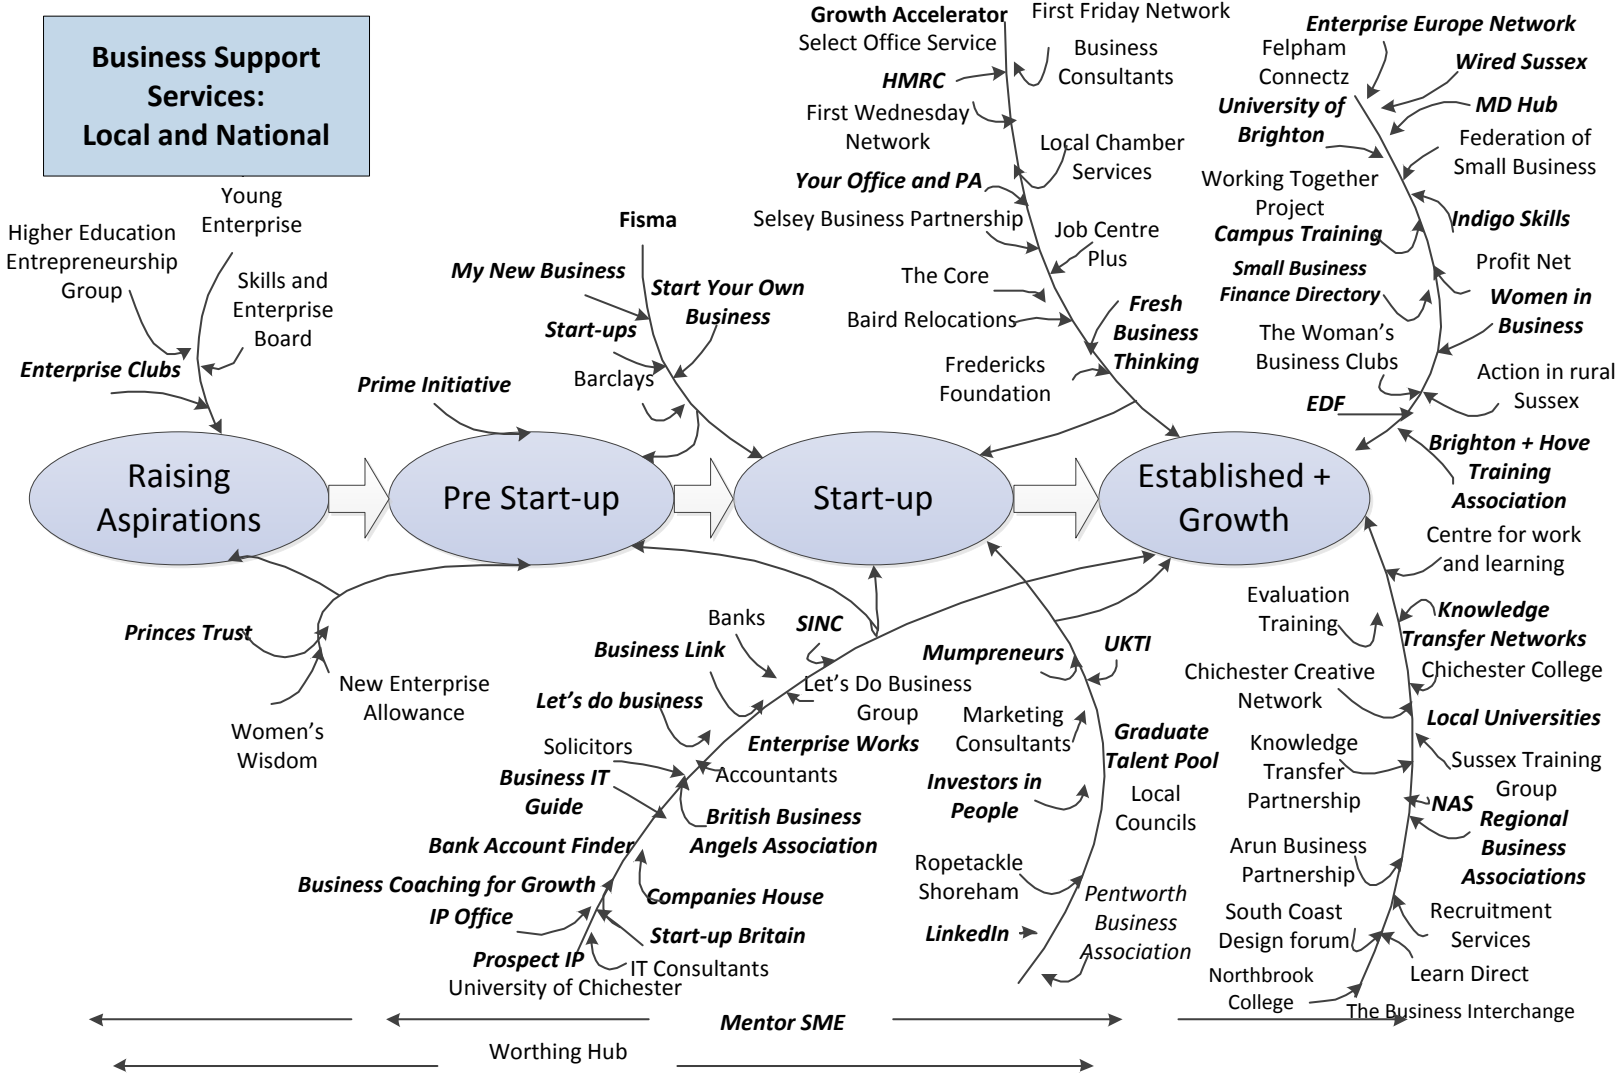 Business Support
Services:
Local and National
Young
Enterprise
Higher Education
Entrepreneurship
Group
Skills and
Enterprise
Board
Enterprise Clubs
Prime Initiative
Fisma
My New Business
Start Your Own
Business
Start-ups
Barclays
Growth Accelerator
Select Office Service
First Friday Network
Business
Consultants
HMRC
First Wednesday
Network
Local Chamber
Services
Your Office and PA
Selsey Business Partnership
Job Centre
Plus
The Core
Baird Relocations
Fresh
Business
Thinking
Fredericks
Foundation
Enterprise Europe Network
Felpham
Connectz
Wired Sussex
University of
Brighton
MD Hub
Federation of
Small Business
Working Together
Project
Indigo Skills
Campus Training
Profit Net
Small Business
Finance Directory
Women in
Business
The Woman's
Business Clubs
Action in rural
Sussex
EDF
Brighton + Hove
Training
Association
Raising
Aspirations
Pre Start-up
Start-up
Established +
Growth
Princes Trust
New Enterprise
Allowance
Women's
Wisdom
Banks
SINC
Business Link
Let's Do Business
Group
Let's do business
Enterprise Works
Solicitors
Accountants
Business IT
Guide
British Business
Angels Association
Bank Account Finder
Business Coaching for Growth
Companies House
IP Office
Start-up Britain
Prospect IP
IT Consultants
University of Chichester
Mumpreneurs
UKTI
Marketing
Consultants
Graduate
Talent Pool
Investors in
People
Local
Councils
Ropetackle
Shoreham
Pentworth
Business
Association
LinkedIn
Centre for work
and learning
Evaluation
Training
Knowledge
Transfer Networks
Chichester College
Chichester Creative
Network
Local Universities
Knowledge
Transfer
Partnership
Sussex Training
Group
NAS
Regional
Business
Associations
Arun Business
Partnership
Recruitment
Services
South Coast
Design forum
Learn Direct
Northbrook
College
The Business Interchange
Mentor SME
Worthing Hub